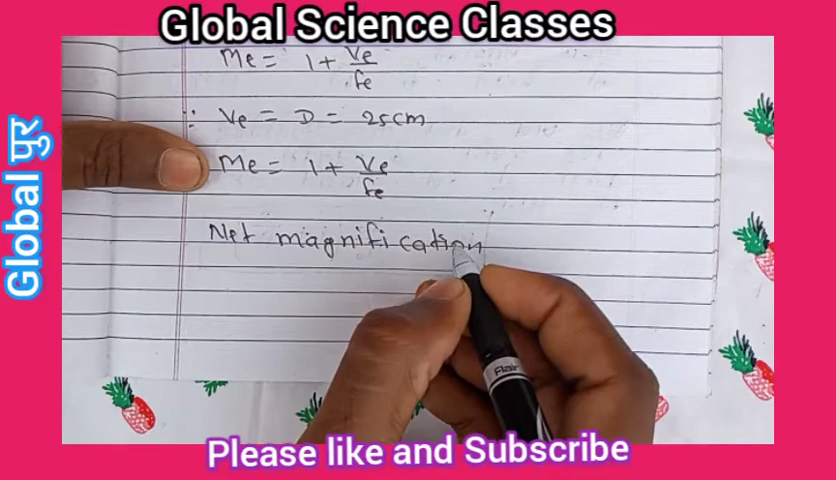 Global Science Classes
Me = 1 + Ve/fe
∵ Ve = D = 25cm
Me = 1 + Ve/fe
Net magnification
Flair
Global पुर
Please like and Subscribe